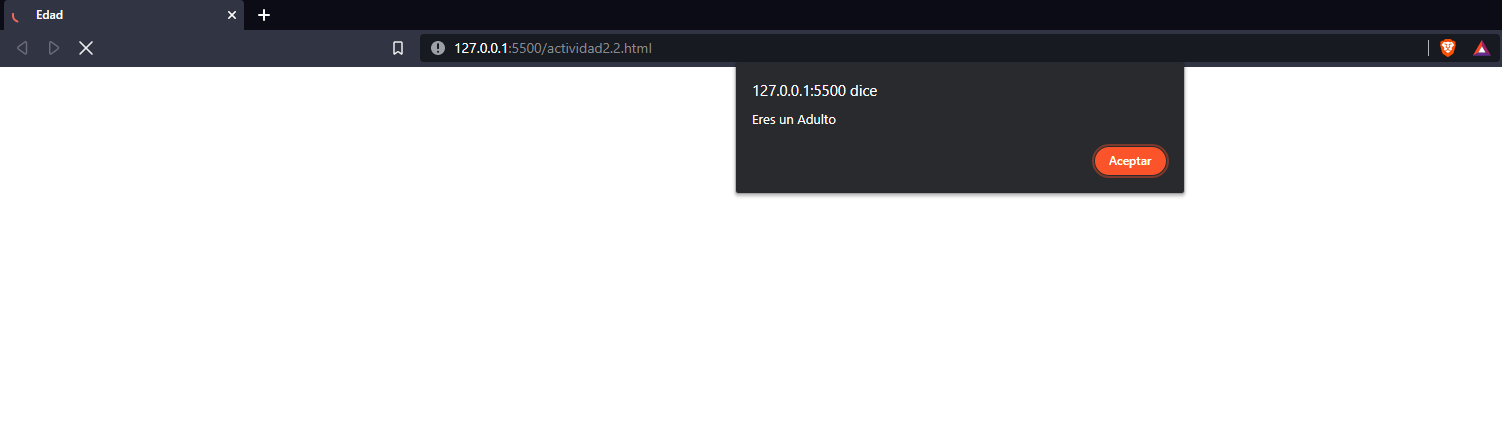 Edad
127.0.0.1:5500/actividad2.2.html
127.0.0.1:5500 dice
Eres un Adulto
Aceptar